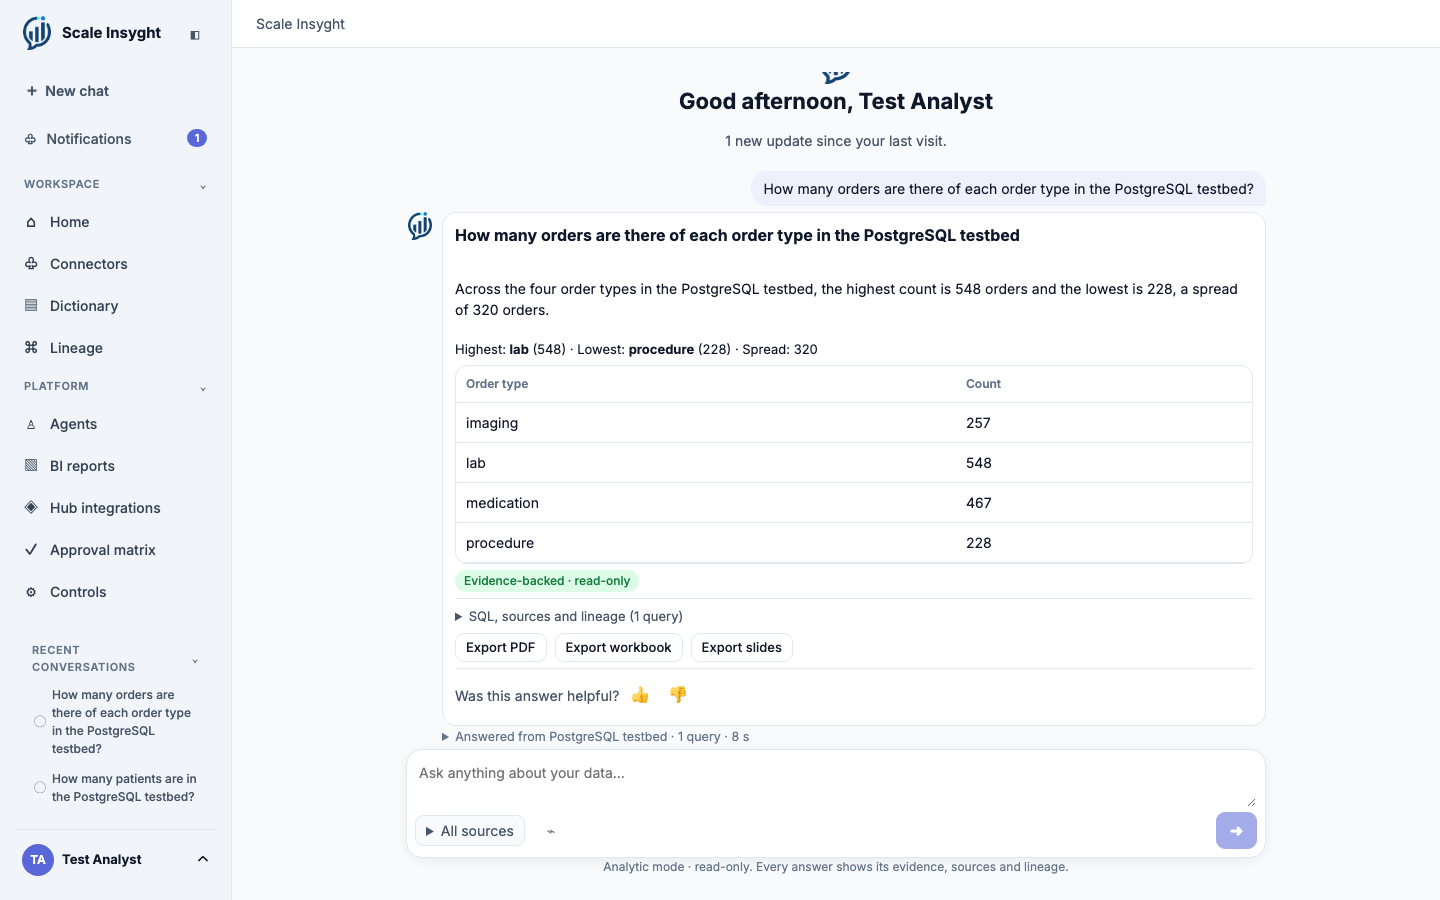 Scale Insyght
New chat
Notifications 1
WORKSPACE
Home
Connectors
Dictionary
Lineage
PLATFORM
Agents
BI reports
Hub integrations
Approval matrix
Controls
RECENT
CONVERSATIONS
How many orders are
there of each order type
in the PostgreSQL
testbed?
How many patients are in
the PostgreSQL testbed?
TA Test Analyst
Scale Insyght
Good afternoon, Test Analyst
1 new update since your last visit.
How many orders are there of each order type in the PostgreSQL testbed?
How many orders are there of each order type in the PostgreSQL testbed
Across the four order types in the PostgreSQL testbed, the highest count is 548 orders and the lowest is 228, a spread
of 320 orders.
Highest: lab (548) · Lowest: procedure (228) · Spread: 320
Order type Count
imaging 257
lab 548
medication 467
procedure 228
Evidence-backed · read-only
SQL, sources and lineage (1 query)
Export PDF Export workbook Export slides
Was this answer helpful?
Answered from PostgreSQL testbed · 1 query · 8 s
Ask anything about your data...
All sources
Analytic mode · read-only. Every answer shows its evidence, sources and lineage.